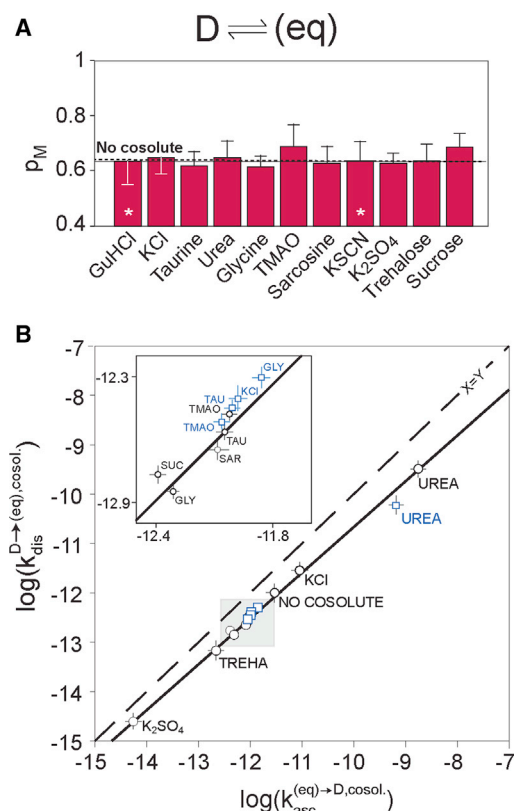 A
D ⇌ (eq)
1
0.8
0.6
0.4
pM
No cosolute
*
*
GuHCl
KCl
Taurine
Urea
Glycine
TMAO
Sarcosine
KSCN
K2SO4
Trehalose
Sucrose
B
-7
-8
-9
-10
-11
-12
-13
-14
-15
log(kdis D→(eq),cosol.)
X=Y
-12.3
-12.9
-12.4
-11.8
GLY
KCl
TAU
TMAO
TMAO
TAU
SAR
SUC
GLY
UREA
UREA
KCl
NO COSOLUTE
TREHA
K2SO4
-15
-14
-13
-12
-11
-10
-9
-8
-7
log(kasc (eq)→D,cosol.)